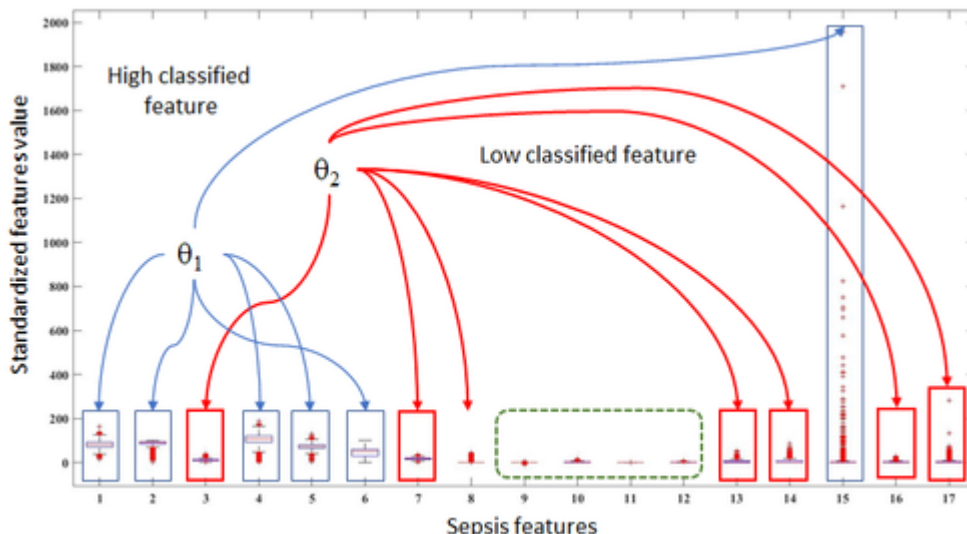 2000
1800
1600
1400
1200
1000
800
600
400
200
0
Standardized features value
High classified
feature
Low classified feature
θ1
θ2
1 2 3 4 5 6 7 8 9 10 11 12 13 14 15 16 17
Sepsis features